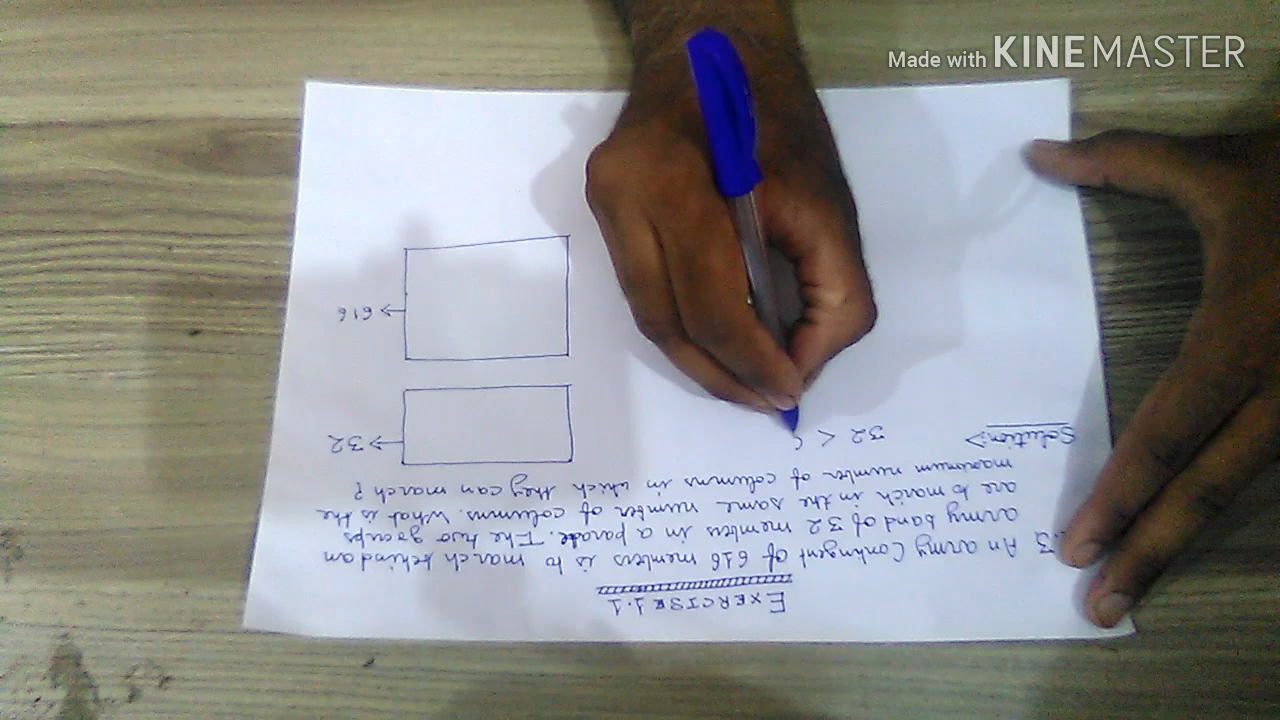 Made with KINEMASTER
EXERCISE 1.1
.3 An army Contingent of 616 members is to march behind an
army band of 32 members in a parade. The two groups
are to march in the same number of columns. What is the
maximum number of columns in which they can march?
Solution:>
32 <
→32
→616